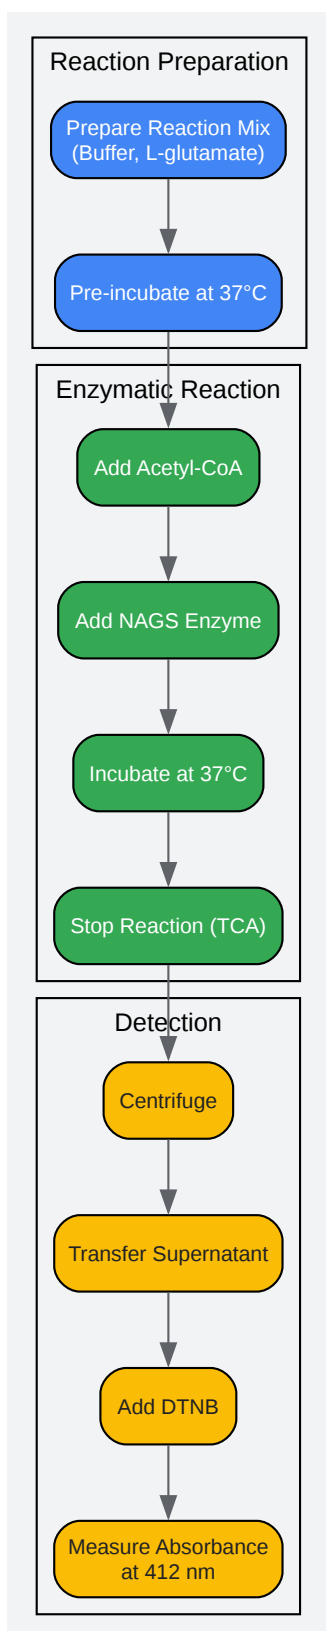 Reaction Preparation
Prepare Reaction Mix
(Buffer, L-glutamate)
Pre-incubate at 37°C
Enzymatic Reaction
Add Acetyl-CoA
Add NAGS Enzyme
Incubate at 37°C
Stop Reaction (TCA)
Detection
Centrifuge
Transfer Supernatant
Add DTNB
Measure Absorbance
at 412 nm